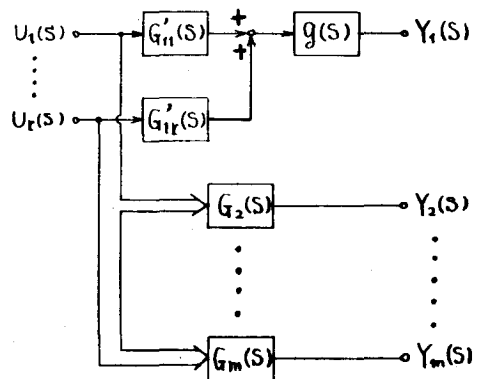 U₁(S) G'₁₁(S) + g(S) Y₁(S)
+
Uᵣ(S) G'₁ᵣ(S)
G₂(S) Y₂(S)
Gₘ(S) Yₘ(S)